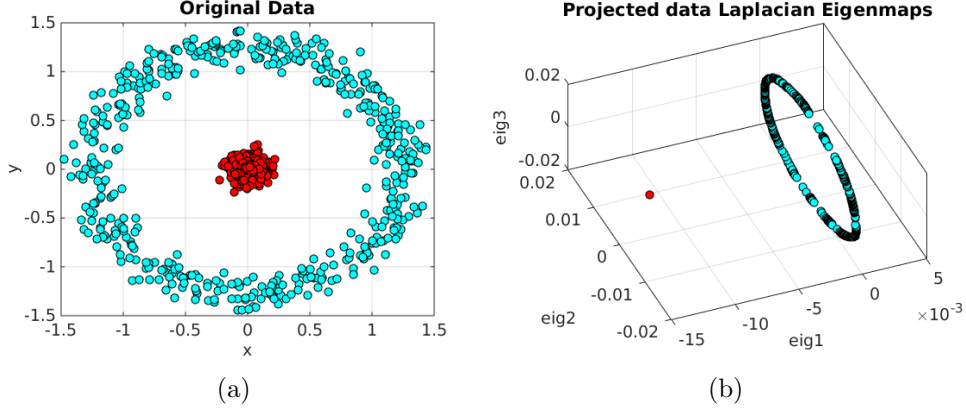 Original Data
1.5
1
0.5
0
-0.5
-1
-1.5
y
-1.5 -1 -0.5 0 0.5 1 1.5
x
(a)
Projected data Laplacian Eigenmaps
0.02
0
-0.02
eig3
0.02
0.01
0
-0.01
-0.02
eig2
-15 -10 -5 0 5
×10⁻³
eig1
(b)